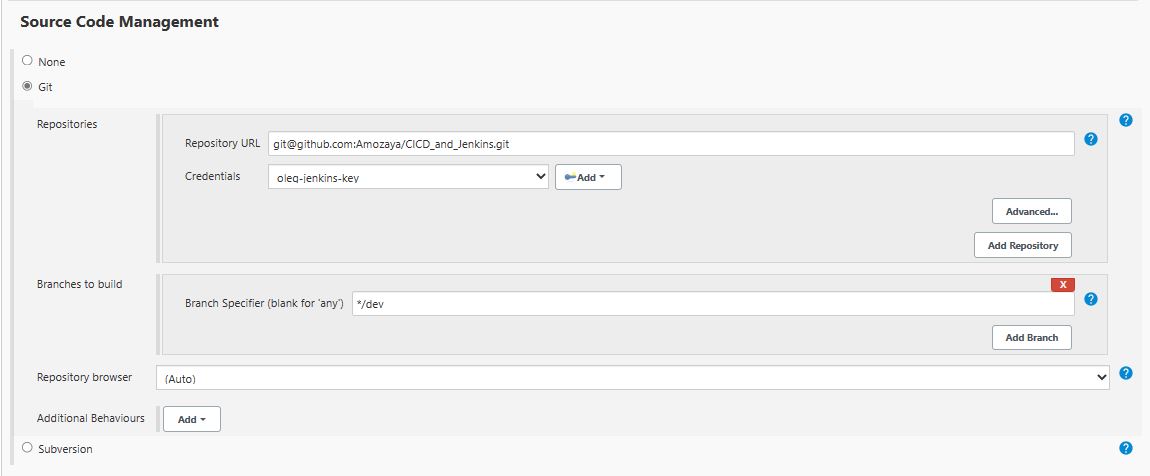 Source Code Management
None
Git
Repositories
Repository URL git@github.com:Amozaya/CICD_and_Jenkins.git
Credentials oleg-jenkins-key Add
Advanced...
Add Repository
Branches to build
X
Branch Specifier (blank for 'any') */dev
Add Branch
Repository browser (Auto)
Additional Behaviours Add
Subversion